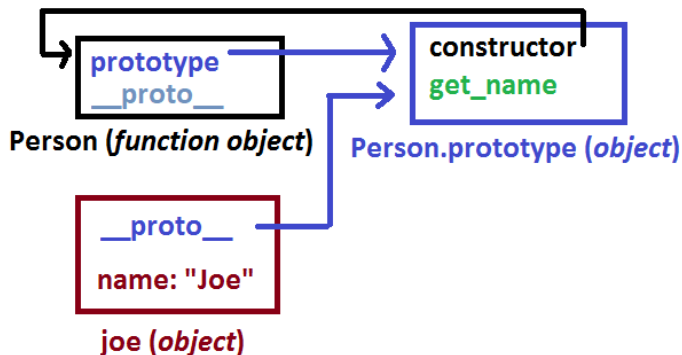 prototype
__proto__
Person (function object)
constructor
get_name
Person.prototype (object)
__proto__
name: "Joe"
joe (object)